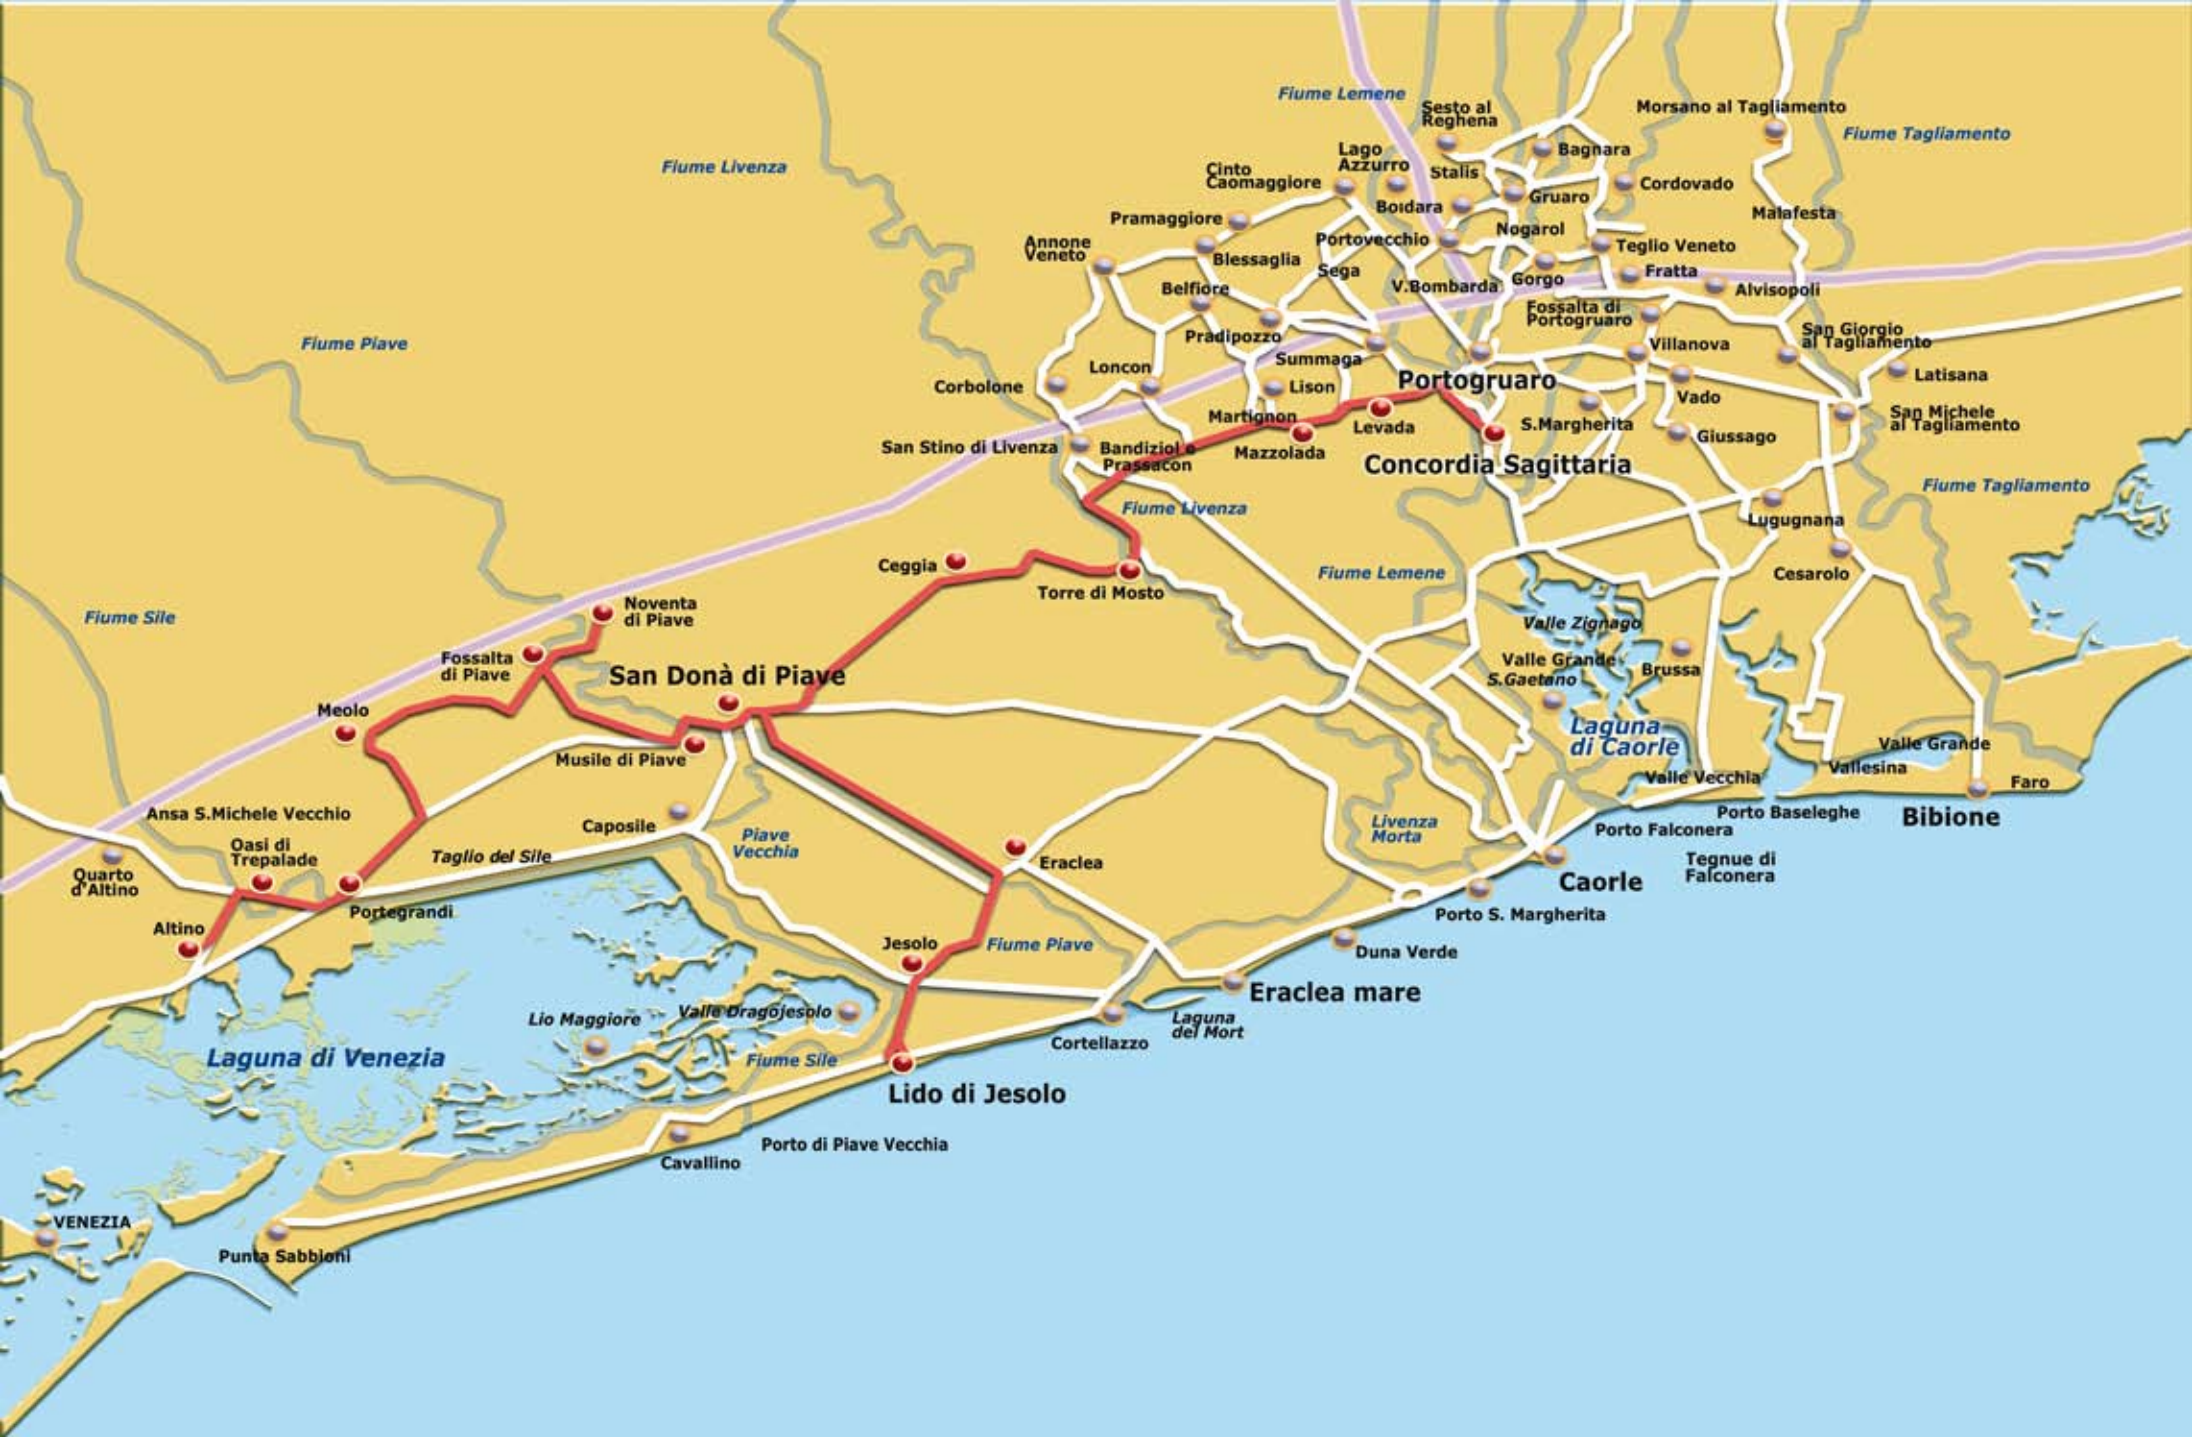 Fiume Lemene
Sesto al
Reghena
Morsano al Tagliamento
Fiume Tagliamento
Fiume Livenza
Lago
Azzurro
Bagnara
Stalis
Cinto
Caomaggiore
Cordovado
Gruaro
Boldara
Malafesta
Pramaggiore
Nogarol
Portovecchio
Annone
Veneto
Teglio Veneto
Blessaglia
Sega
Fratta
Gorgo
V.Bombarda
Belfiore
Alvisopoli
Fossalta di
Portogruaro
San Giorgio
al Tagliamento
Pradipozzo
Fiume Piave
Villanova
Summaga
Loncon
Latisana
Portogruaro
Corbolone
Lison
Vado
Martignon
San Michele
al Tagliamento
Levada
S.Margherita
Giussago
San Stino di Livenza
Bandiziol e
Prassacon
Mazzolada
Concordia Sagittaria
Fiume Tagliamento
Fiume Livenza
Lugugnana
Ceggia
Fiume Lemene
Cesarolo
Torre di Mosto
Noventa
di Piave
Fiume Sile
Valle Zignago
Fossalta
di Piave
Valle Grande
S.Gaetano
Brussa
San Donà di Piave
Meolo
Laguna
di Caorle
Valle Grande
Musile di Piave
Vallesina
Valle Vecchia
Faro
Ansa S.Michele Vecchio
Porto Baseleghe
Bibione
Caposile
Livenza
Morta
Porto Falconera
Piave
Vecchia
Oasi di
Trepalade
Taglio del Sile
Eraclea
Tegnue di
Falconera
Quarto
d'Altino
Caorle
Portegrandi
Porto S. Margherita
Altino
Jesolo
Fiume Piave
Duna Verde
Eraclea mare
Valle Dragojesolo
Lio Maggiore
Laguna
del Mort
Cortellazzo
Laguna di Venezia
Fiume Sile
Lido di Jesolo
Porto di Piave Vecchia
Cavallino
VENEZIA
Punta Sabbioni